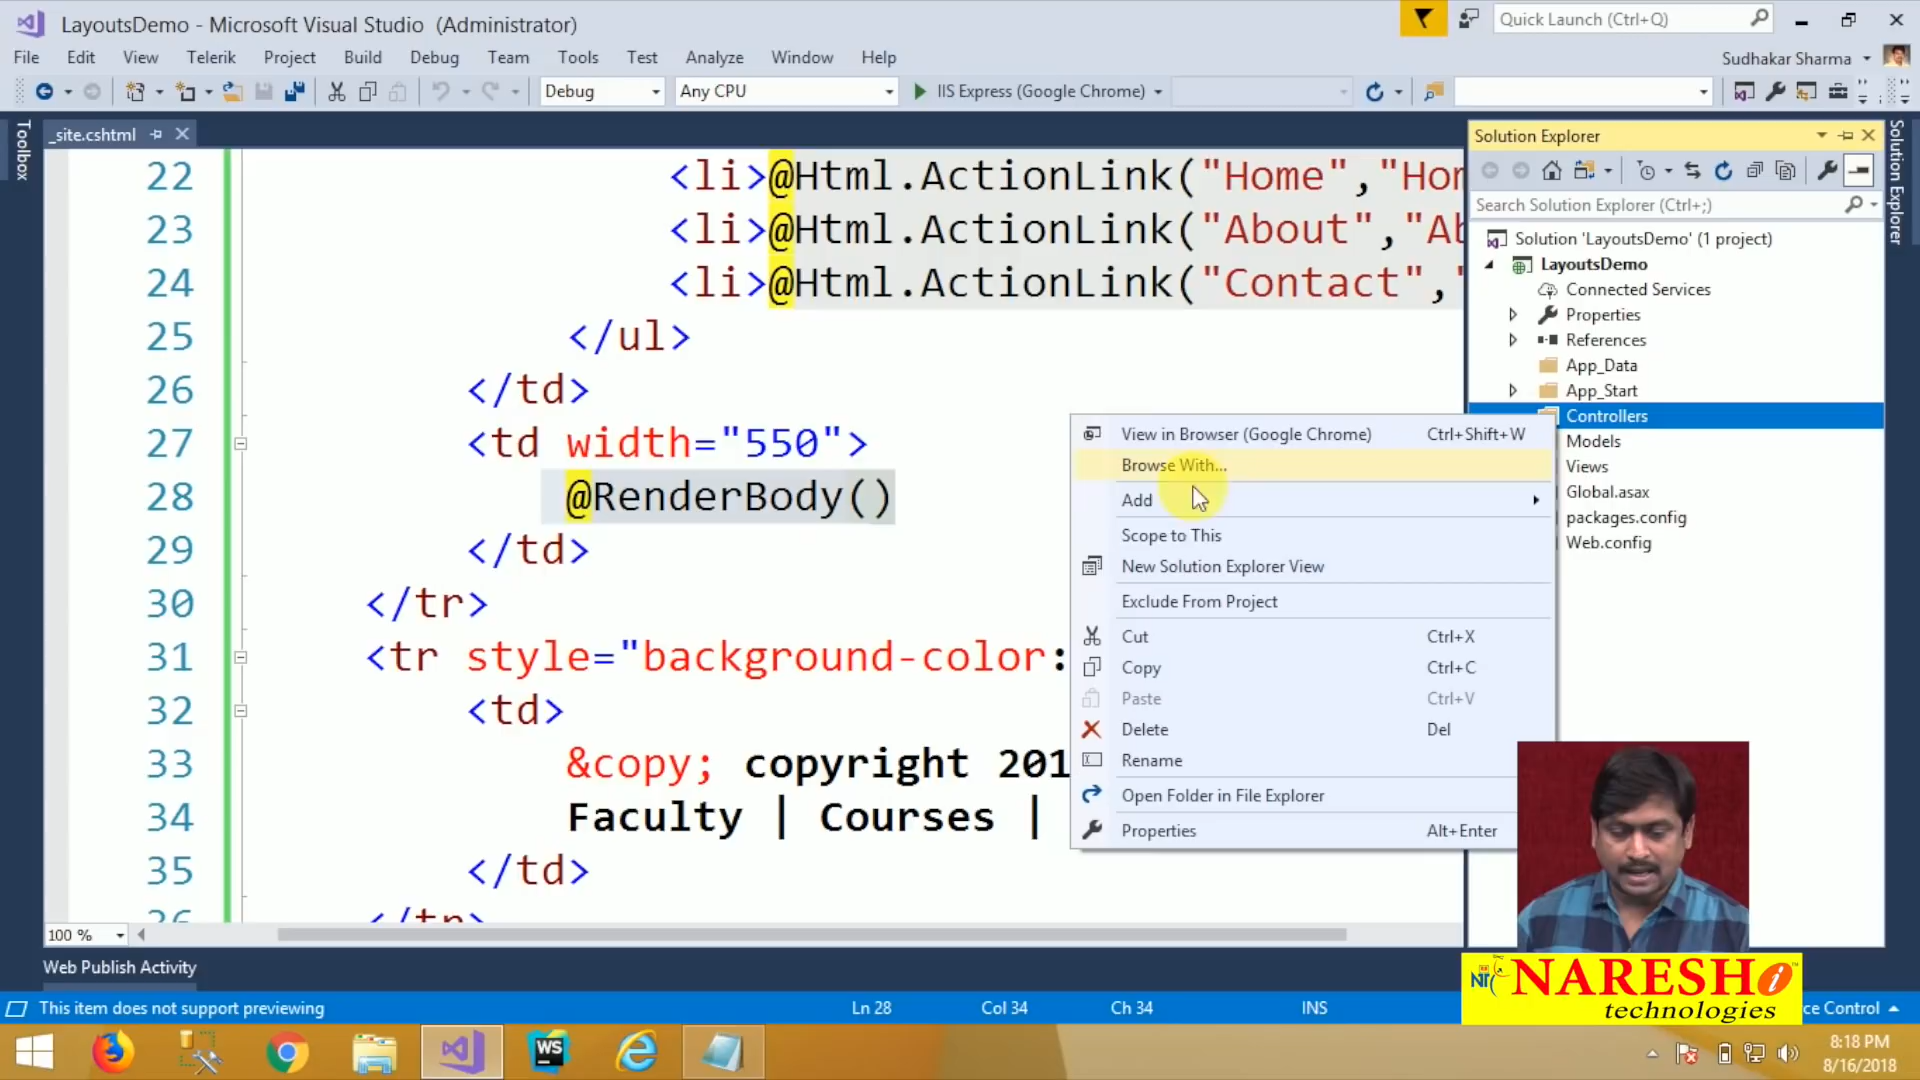 LayoutsDemo - Microsoft Visual Studio (Administrator)
Quick Launch (Ctrl+Q)
File Edit View Telerik Project Build Debug Team Tools Test Analyze Window Help
Sudhakar Sharma
Debug
Any CPU
IIS Express (Google Chrome)
Toolbox
_site.cshtml
22 <li>@Html.ActionLink("Home","Hor
23 <li>@Html.ActionLink("About","Ab
24 <li>@Html.ActionLink("Contact","
25 </ul>
26 </td>
27 <td width="550">
28 @RenderBody()
29 </td>
30 </tr>
31 <tr style="background-color:
32 <td>
33 &copy; copyright 201
34 Faculty | Courses |
35 </td>
36 </tr>
View in Browser (Google Chrome) Ctrl+Shift+W
Browse With...
Add
Scope to This
New Solution Explorer View
Exclude From Project
Cut Ctrl+X
Copy Ctrl+C
Paste Ctrl+V
Delete Del
Rename
Open Folder in File Explorer
Properties Alt+Enter
Solution Explorer
Search Solution Explorer (Ctrl+;)
Solution 'LayoutsDemo' (1 project)
LayoutsDemo
Connected Services
Properties
References
App_Data
App_Start
Controllers
Models
Views
Global.asax
packages.config
Web.config
Solution Explorer
100 %
Web Publish Activity
This item does not support previewing
Ln 28 Col 34 Ch 34 INS
ce Control
NARESH i
technologies
WS
8:18 PM
8/16/2018